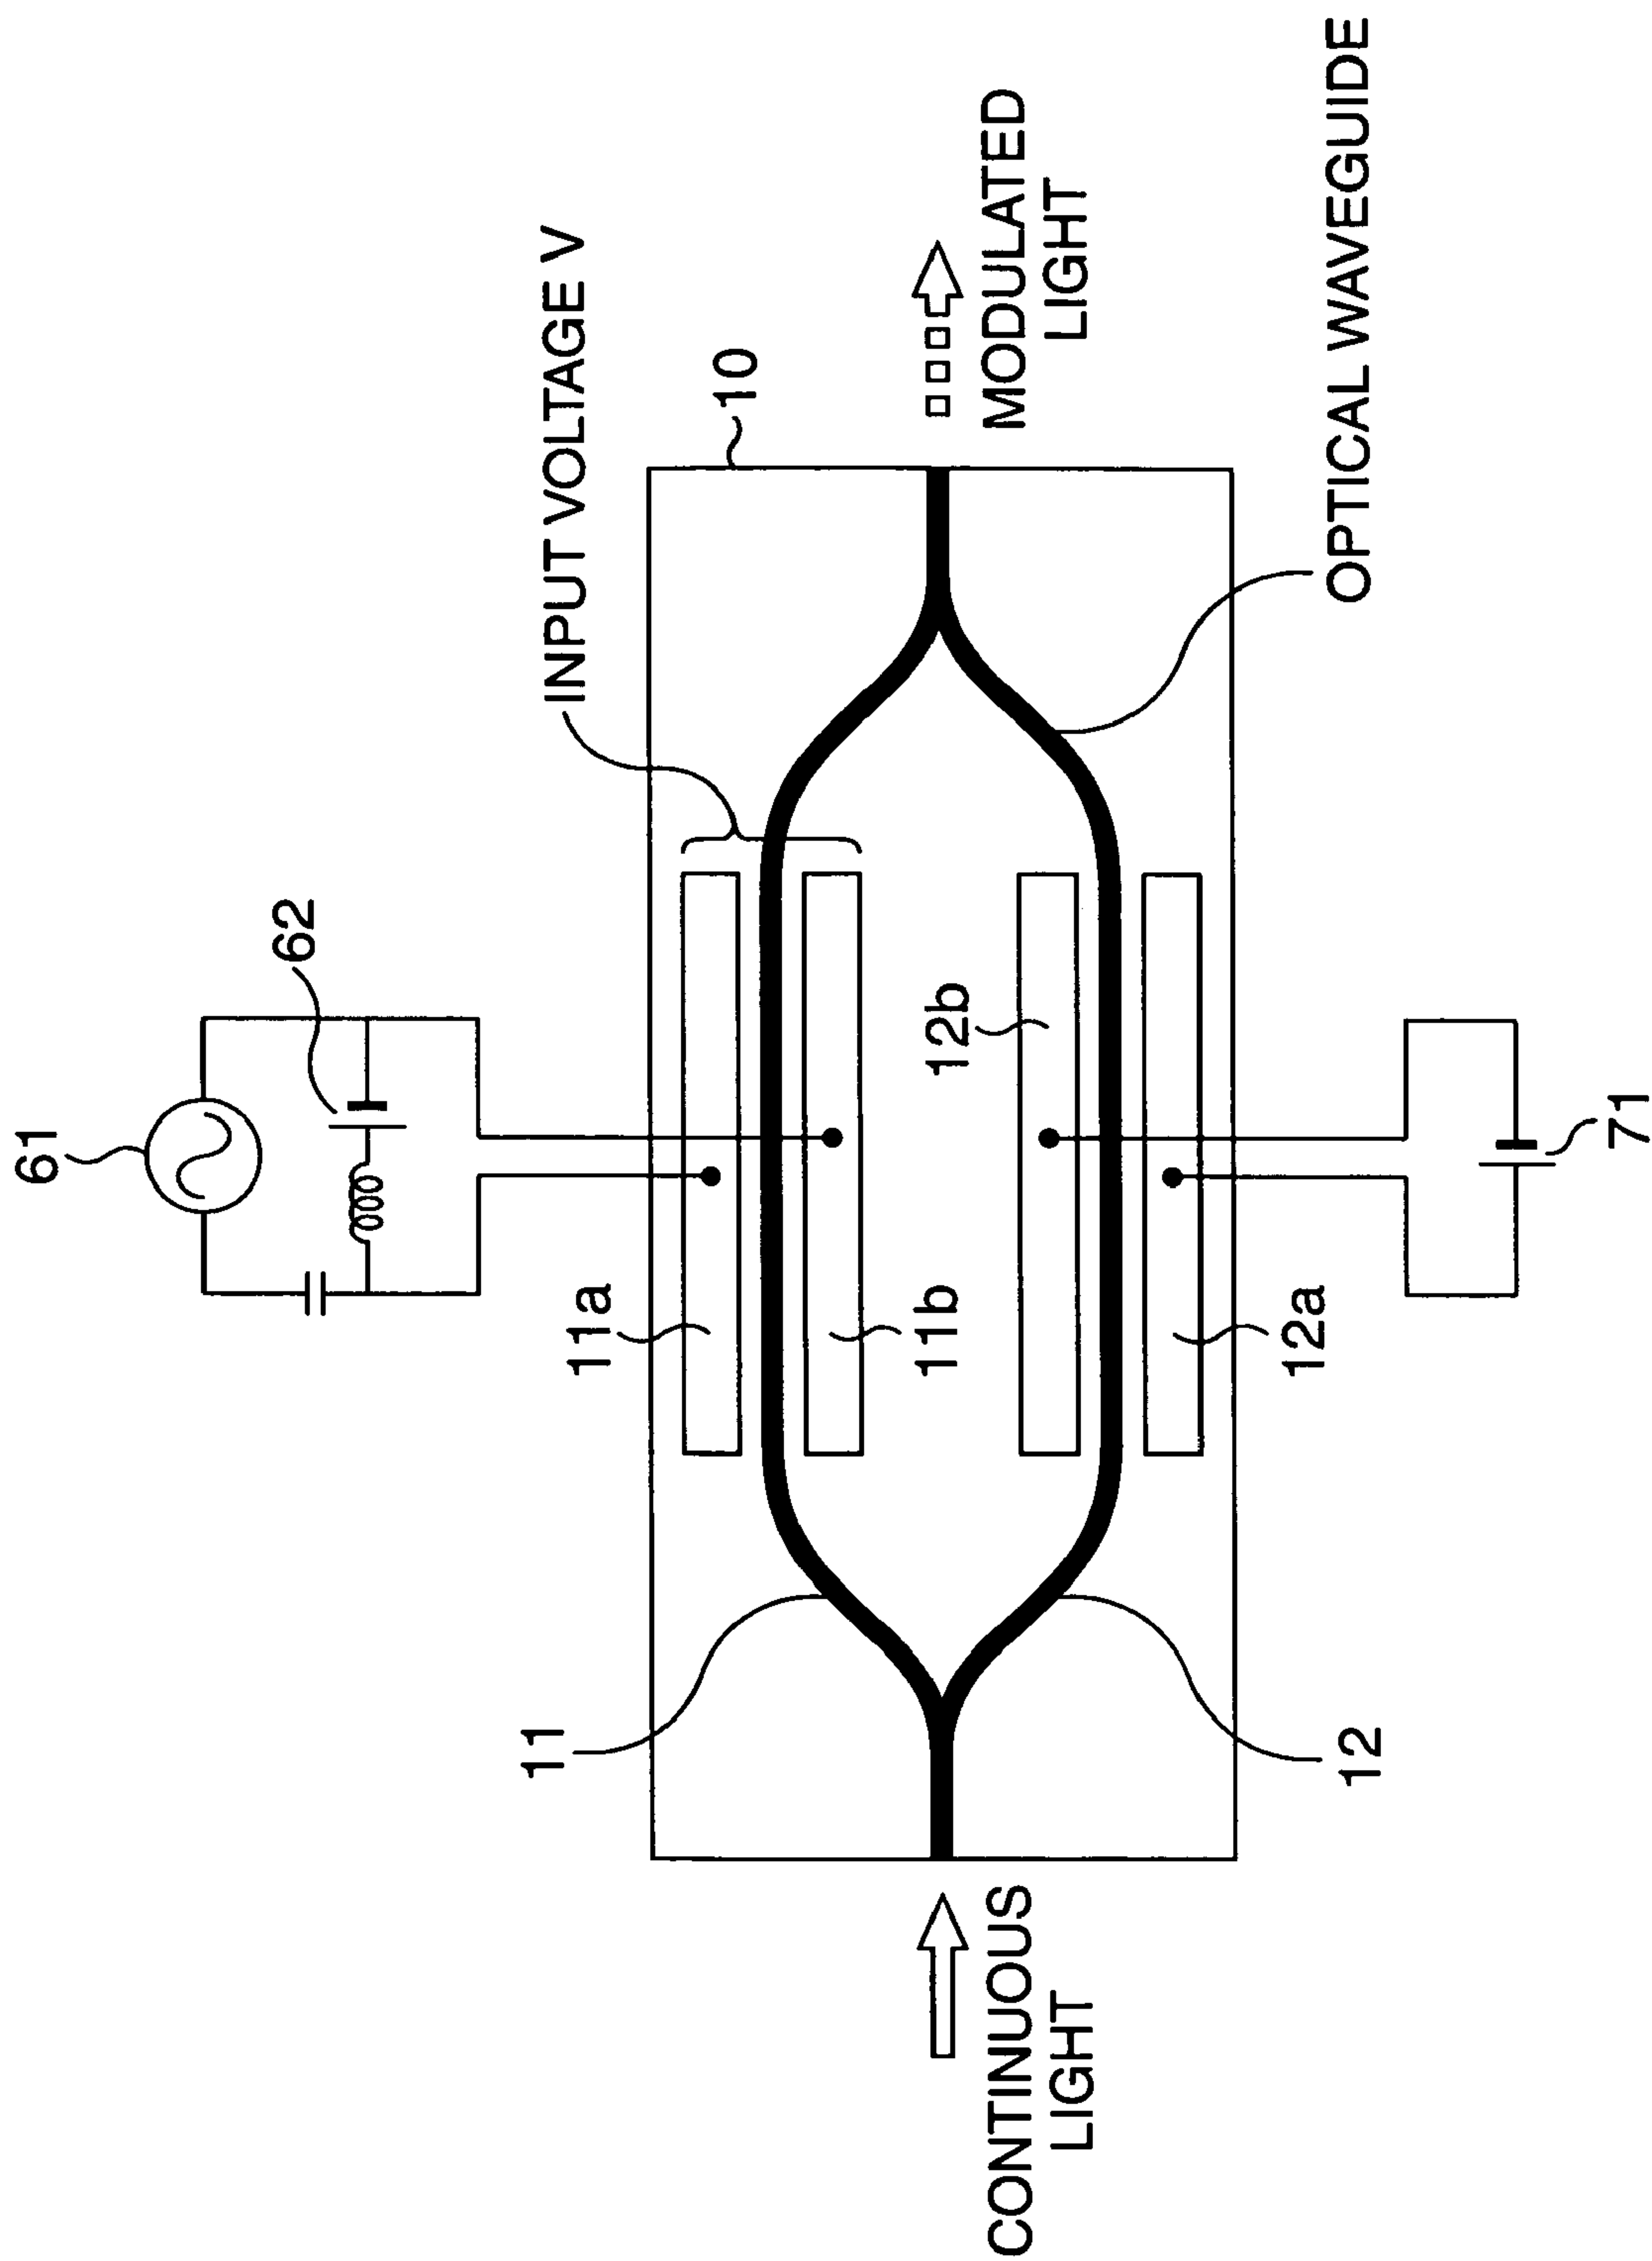 61
62
INPUT VOLTAGE V
10
11a
11
11b
12b
CONTINUOUS
LIGHT
MODULATED
LIGHT
12a
12
OPTICAL WAVEGUIDE
71